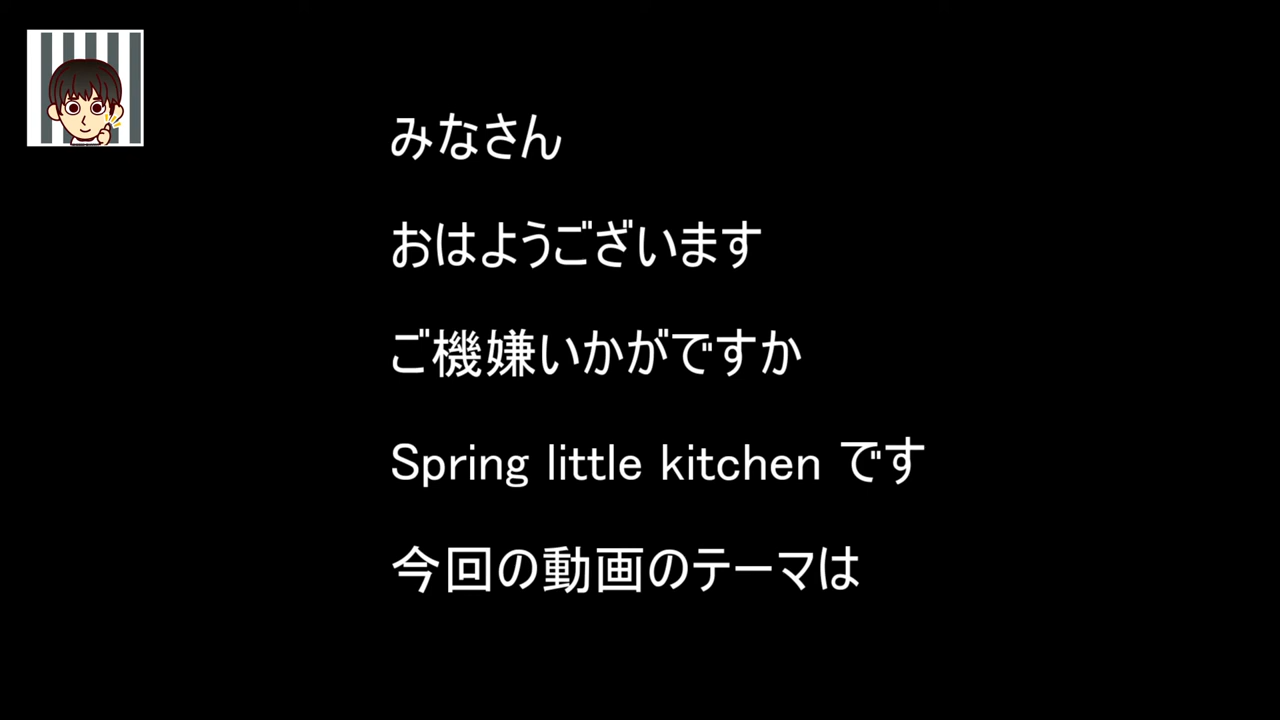 みなさん
おはようございます
ご機嫌いかがですか
Spring little kitchen です
今回の動画のテーマは